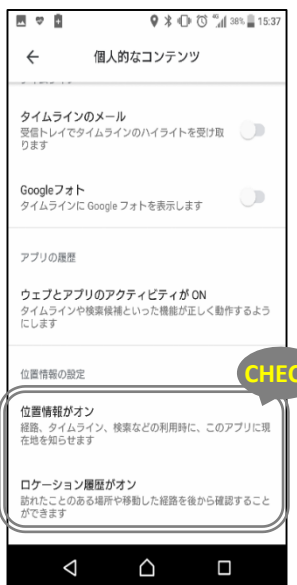 38% 15:37
個人的なコンテンツ
タイムラインのメール
受信トレイでタイムラインのハイライトを受け取
ります
Googleフォト
タイムラインに Google フォトを表示します
アプリの履歴
ウェブとアプリのアクティビティが ON
タイムラインや検索候補といった機能が正しく動作するよう
にします
位置情報の設定
CHEC
位置情報がオン
経路、タイムライン、検索などの利用時に、このアプリに現
在地を知らせます
ロケーション履歴がオン
訪れたことのある場所や移動した経路を後から確認すること
ができます